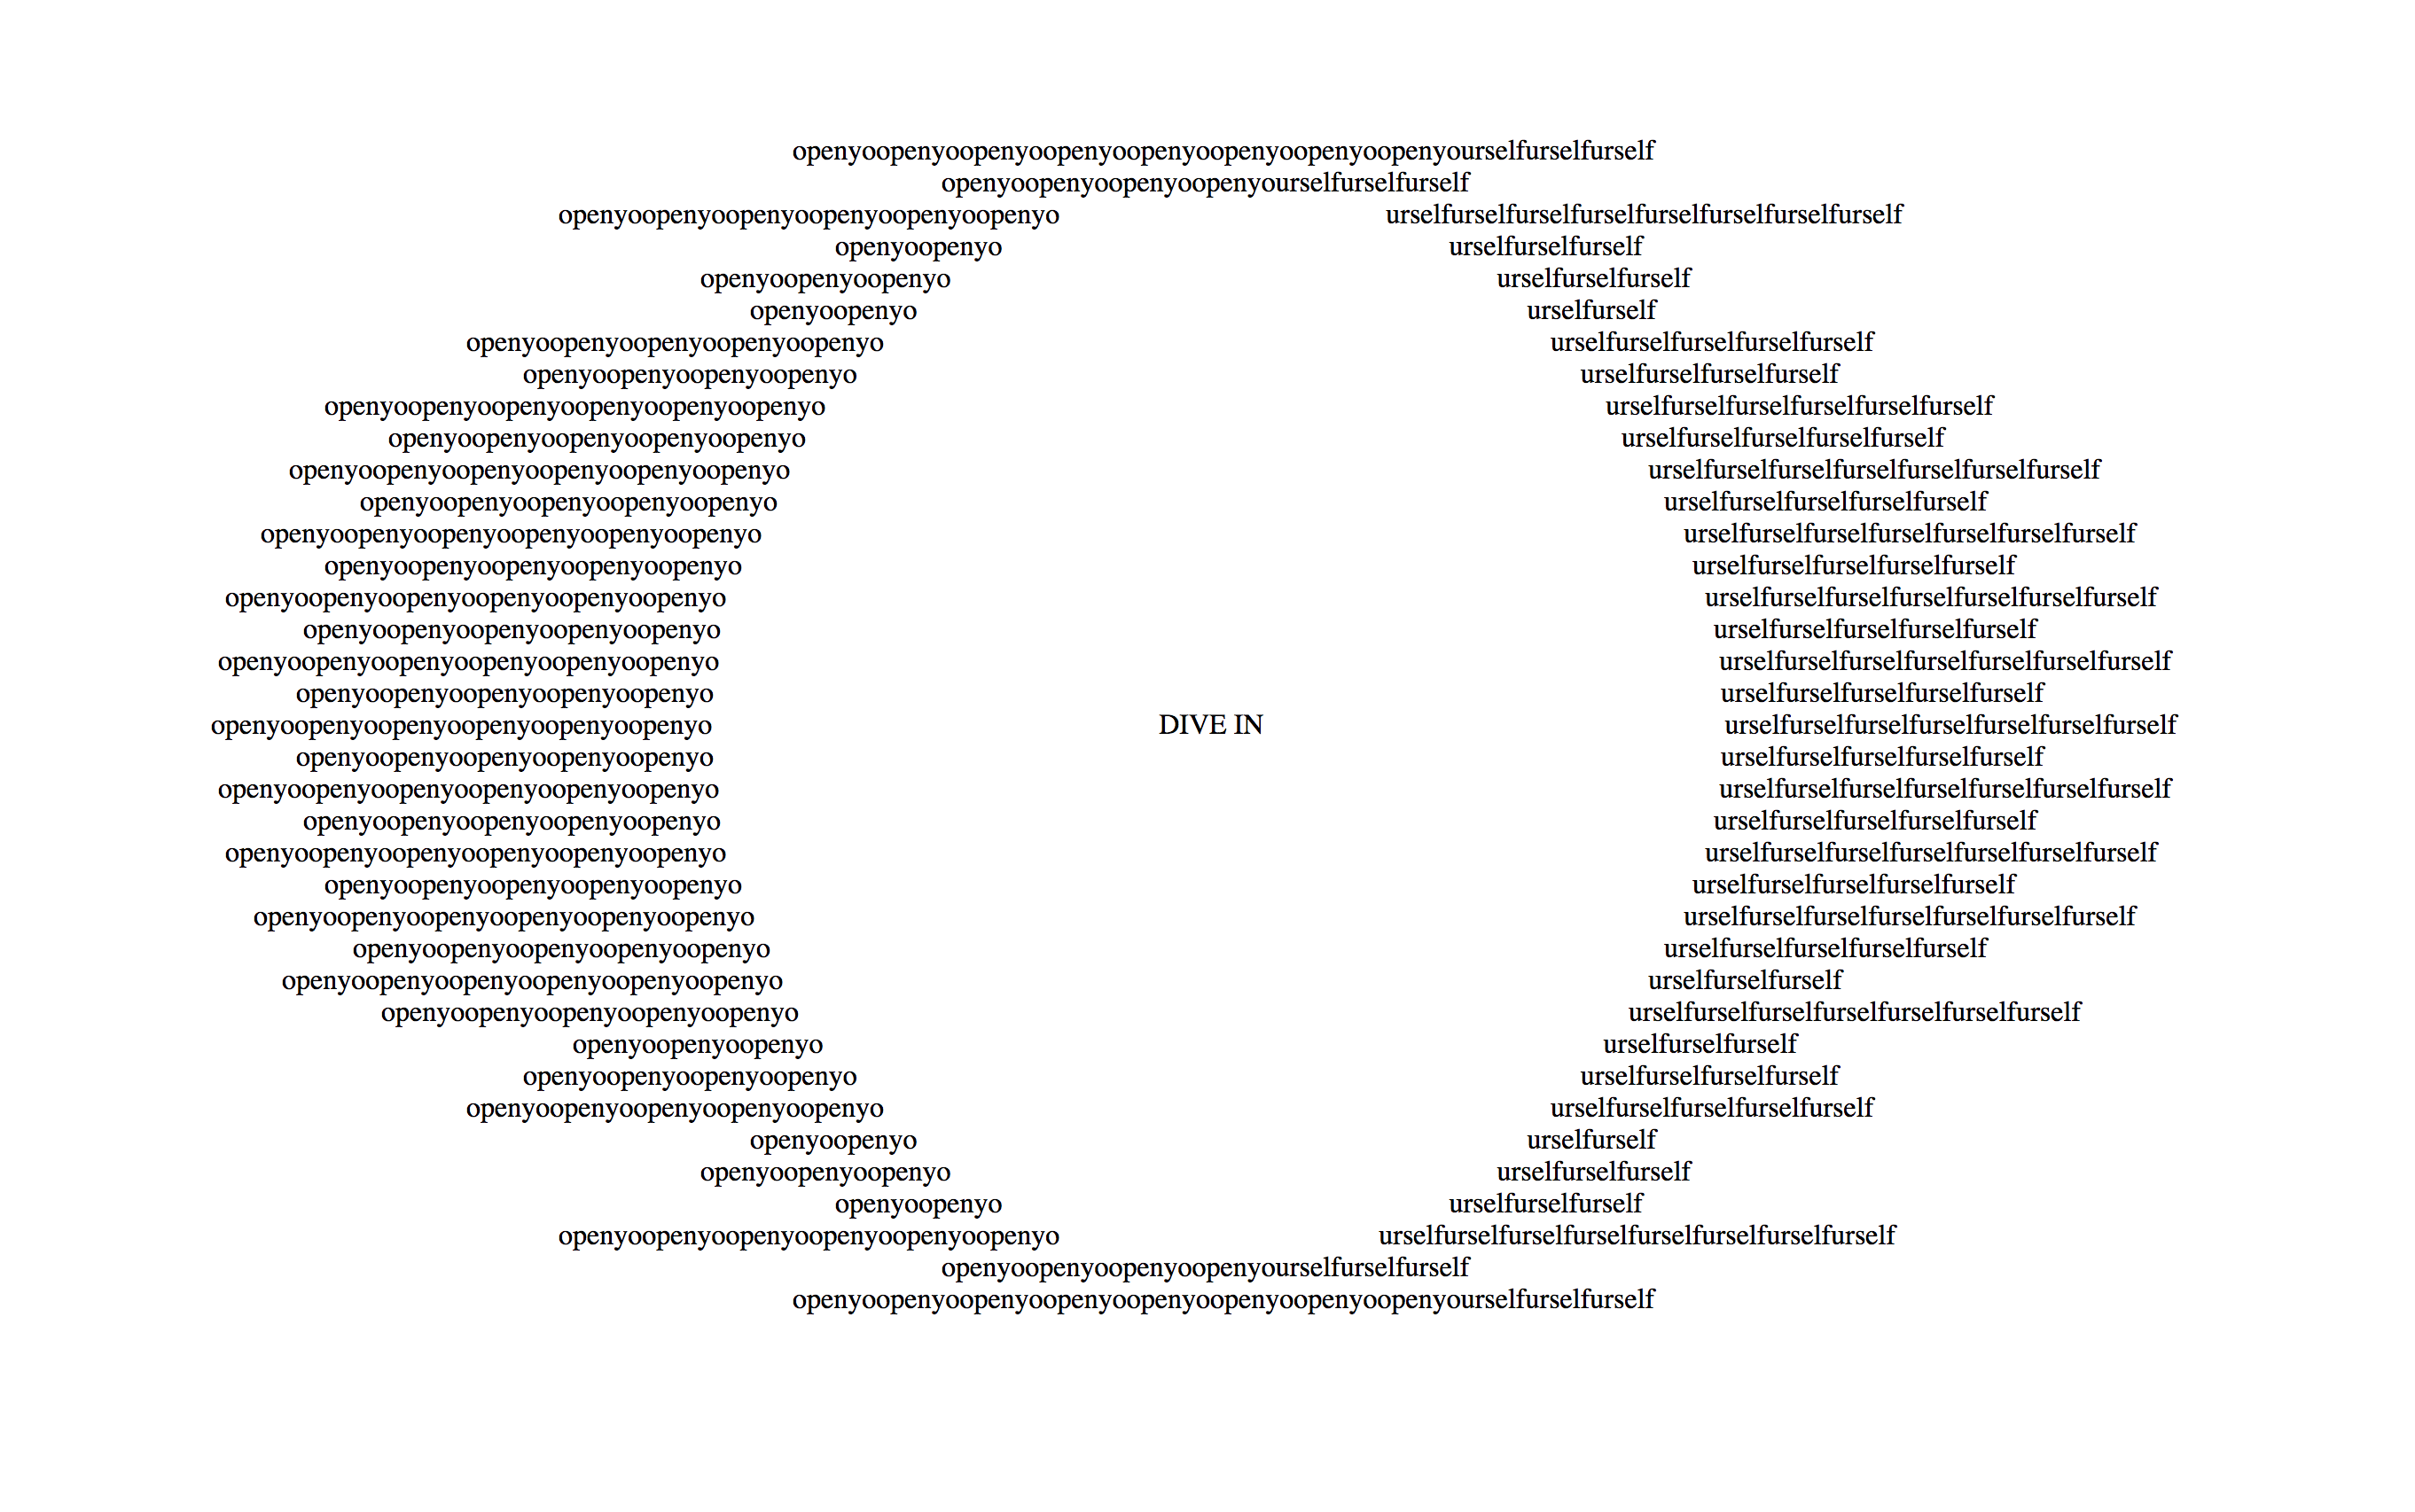 openyoopenyoopenyoopenyoopenyoopenyoopenyoopenyourselfurselfurself
openyoopenyoopenyoopenyourselfurselfurself
openyoopenyoopenyoopenyoopenyoopenyo urselfurselfurselfurselfurselfurselfurselfurself
openyoopenyo urselfurselfurself
openyoopenyoopenyo urselfurselfurself
openyoopenyo urselfurself
openyoopenyoopenyoopenyoopenyo urselfurselfurselfurselfurself
openyoopenyoopenyoopenyo urselfurselfurselfurself
openyoopenyoopenyoopenyoopenyoopenyo urselfurselfurselfurselfurselfurself
openyoopenyoopenyoopenyoopenyo urselfurselfurselfurselfurself
openyoopenyoopenyoopenyoopenyoopenyo urselfurselfurselfurselfurselfurselfurself
openyoopenyoopenyoopenyoopenyo urselfurselfurselfurselfurself
openyoopenyoopenyoopenyoopenyoopenyo urselfurselfurselfurselfurselfurselfurself
openyoopenyoopenyoopenyoopenyo urselfurselfurselfurselfurself
openyoopenyoopenyoopenyoopenyoopenyo urselfurselfurselfurselfurselfurselfurself
openyoopenyoopenyoopenyoopenyo urselfurselfurselfurselfurself
openyoopenyoopenyoopenyoopenyoopenyo urselfurselfurselfurselfurselfurselfurself
openyoopenyoopenyoopenyoopenyo urselfurselfurselfurselfurself
openyoopenyoopenyoopenyoopenyoopenyo DIVE IN urselfurselfurselfurselfurselfurselfurself
openyoopenyoopenyoopenyoopenyo urselfurselfurselfurselfurself
openyoopenyoopenyoopenyoopenyoopenyo urselfurselfurselfurselfurselfurselfurself
openyoopenyoopenyoopenyoopenyo urselfurselfurselfurselfurself
openyoopenyoopenyoopenyoopenyoopenyo urselfurselfurselfurselfurselfurselfurself
openyoopenyoopenyoopenyoopenyo urselfurselfurselfurselfurself
openyoopenyoopenyoopenyoopenyoopenyo urselfurselfurselfurselfurselfurselfurself
openyoopenyoopenyoopenyoopenyo urselfurselfurselfurselfurself
openyoopenyoopenyoopenyoopenyoopenyo urselfurselfurself
openyoopenyoopenyoopenyoopenyo urselfurselfurselfurselfurselfurselfurself
openyoopenyoopenyo urselfurselfurself
openyoopenyoopenyoopenyo urselfurselfurselfurself
openyoopenyoopenyoopenyoopenyo urselfurselfurselfurselfurself
openyoopenyo urselfurself
openyoopenyoopenyo urselfurselfurself
openyoopenyo urselfurselfurself
openyoopenyoopenyoopenyoopenyoopenyo urselfurselfurselfurselfurselfurselfurselfurself
openyoopenyoopenyoopenyourselfurselfurself
openyoopenyoopenyoopenyoopenyoopenyoopenyoopenyourselfurselfurself